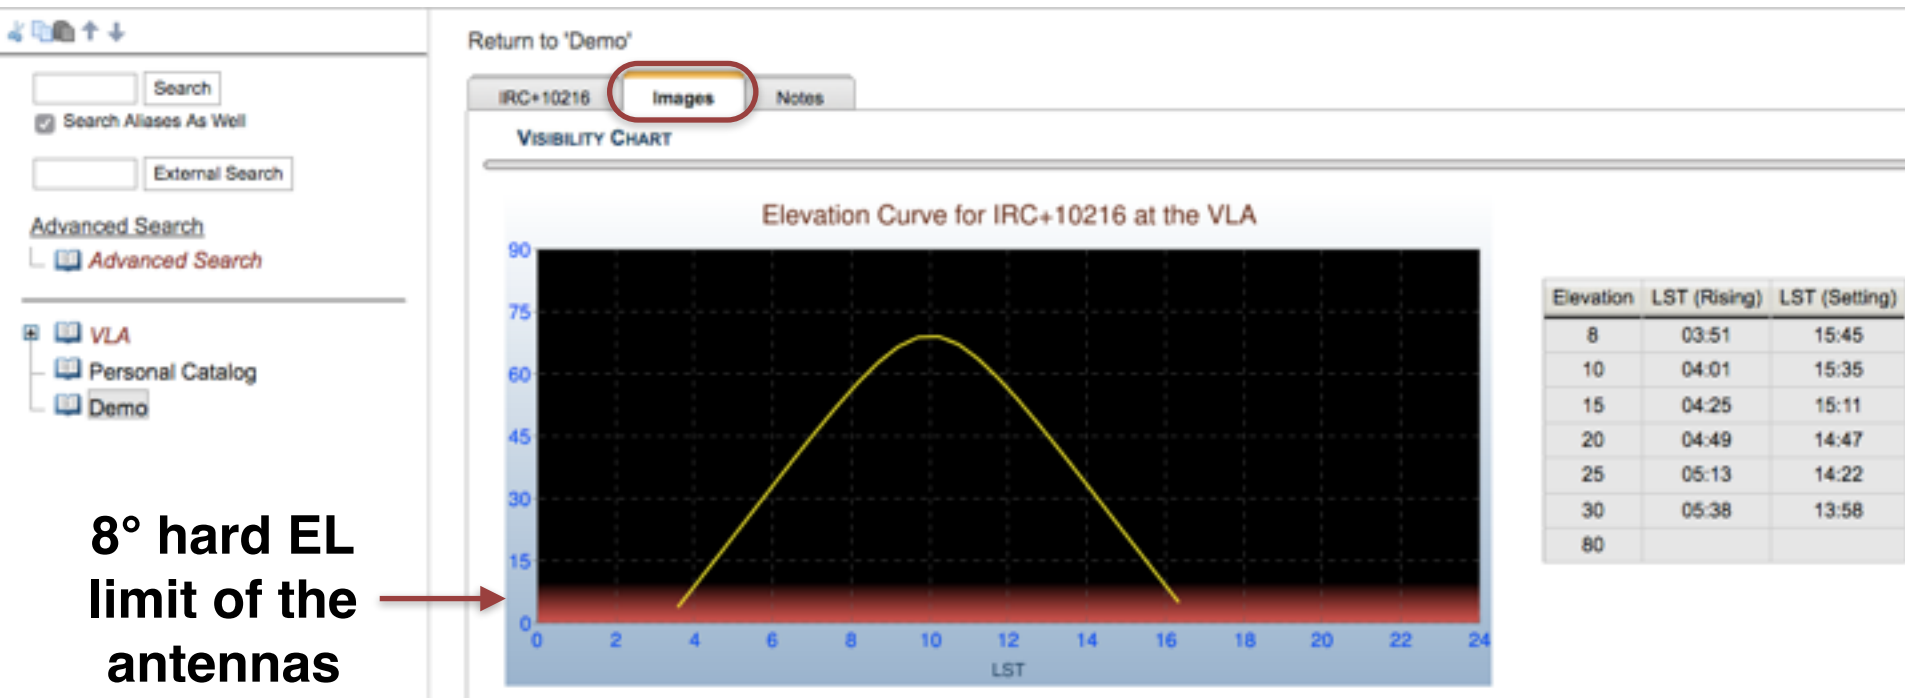 Search
Search Aliases As Well
External Search
Advanced Search
Advanced Search
VLA
Personal Catalog
Demo
8° hard EL
limit of the
antennas
Return to 'Demo'
IRC+10216 Images Notes
VISIBILITY CHART
Elevation Curve for IRC+10216 at the VLA
90
75
60
45
30
15
0
0 2 4 6 8 10 12 14 16 18 20 22 24
LST
Elevation LST (Rising) LST (Setting)
8 03:51 15:45
10 04:01 15:35
15 04:25 15:11
20 04:49 14:47
25 05:13 14:22
30 05:38 13:58
80